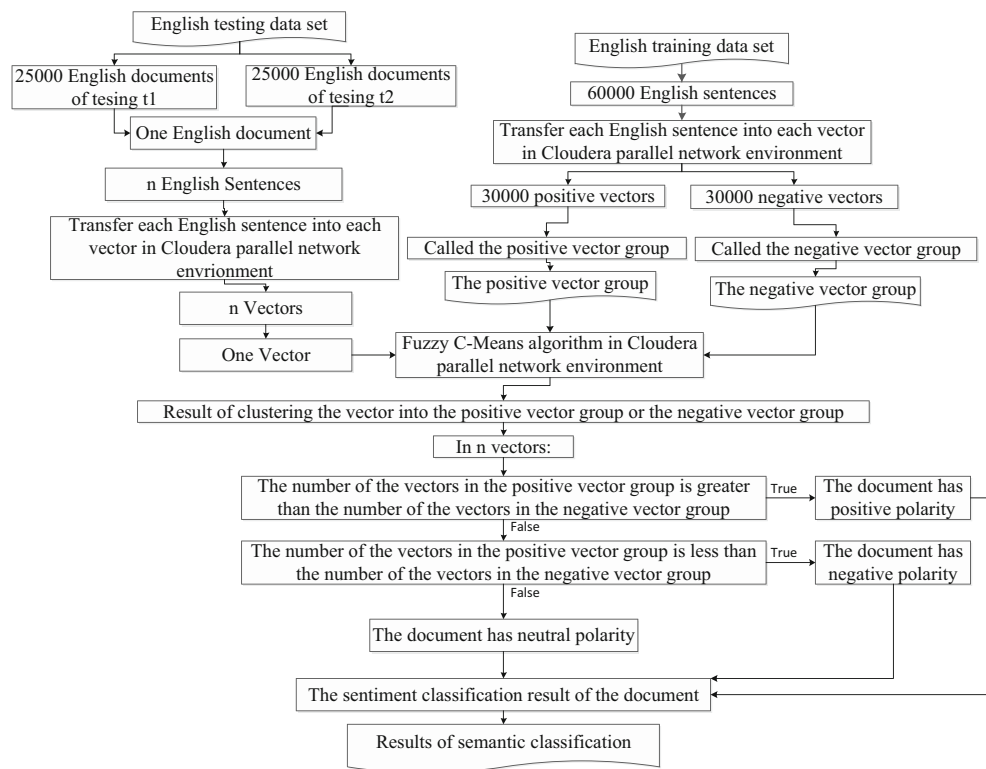 English testing data set
25000 English documents
of tesing t1
25000 English documents
of tesing t2
One English document
n English Sentences
Transfer each English sentence into each
vector in Cloudera parallel network
envrionment
n Vectors
One Vector
English training data set
60000 English sentences
Transfer each English sentence into each vector
in Cloudera parallel network environment
30000 positive vectors
30000 negative vectors
Called the positive vector group
Called the negative vector group
The positive vector group
The negative vector group
Fuzzy C-Means algorithm in Cloudera
parallel network environment
Result of clustering the vector into the positive vector group or the negative vector group
In n vectors:
The number of the vectors in the positive vector group is greater
than the number of the vectors in the negative vector group
True
The document has
positive polarity
False
The number of the vectors in the positive vector group is less than
the number of the vectors in the negative vector group
True
The document has
negative polarity
False
The document has neutral polarity
The sentiment classification result of the document
Results of semantic classification